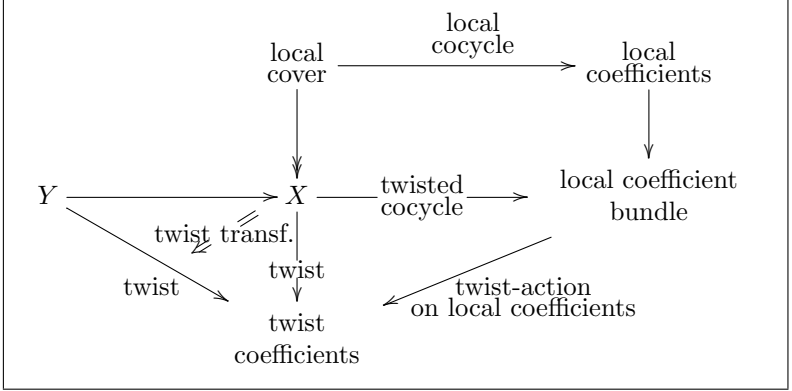 local
cocycle
local
cover
local
coefficients
Y
X
twisted
cocycle
local coefficient
bundle
twist transf.
twist
twist
twist-action
on local coefficients
twist
coefficients